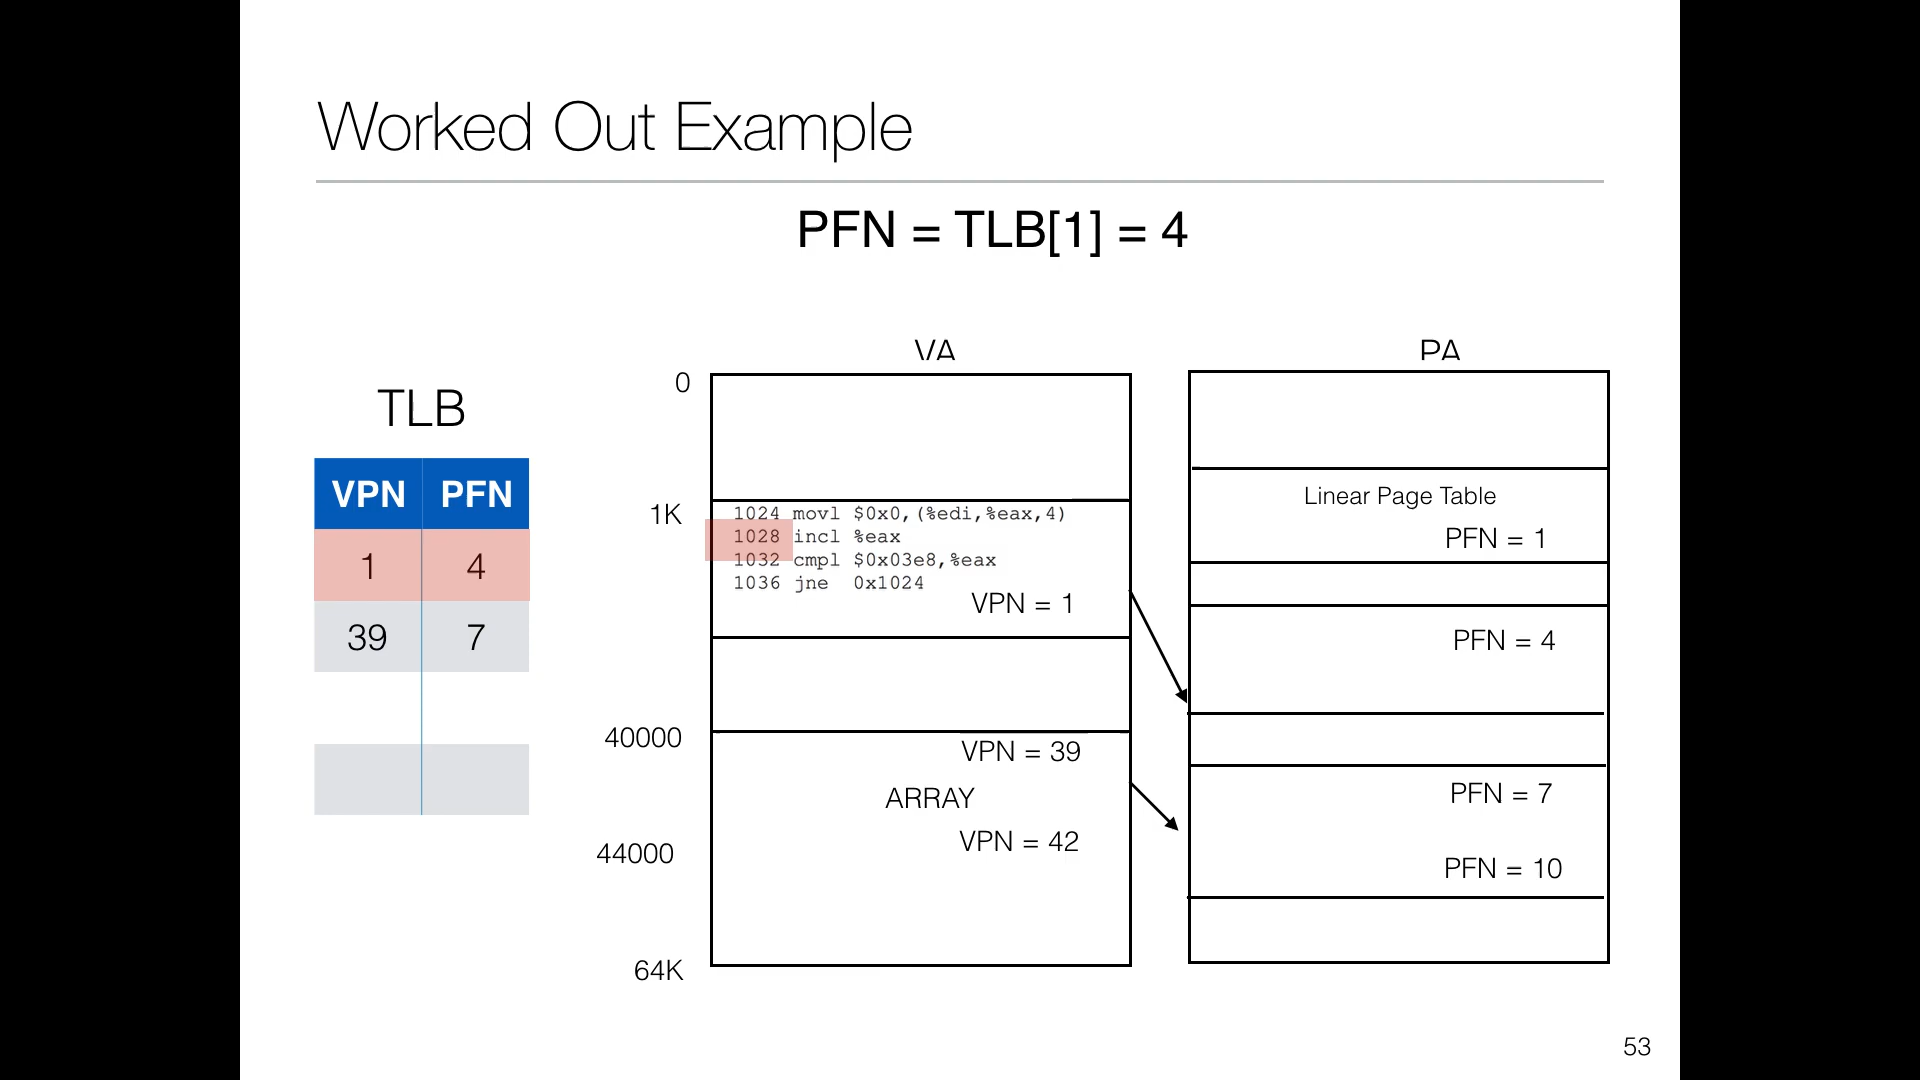 Worked Out Example
PFN = TLB[1] = 4
VA
PA
TLB
VPN PFN
1 4
39 7
0
1K
40000
44000
64K
1024 movl $0x0,(%edi,%eax,4)
1028 incl %eax
1032 cmpl $0x03e8,%eax
1036 jne 0x1024
VPN = 1
VPN = 39
ARRAY
VPN = 42
Linear Page Table
PFN = 1
PFN = 4
PFN = 7
PFN = 10
53